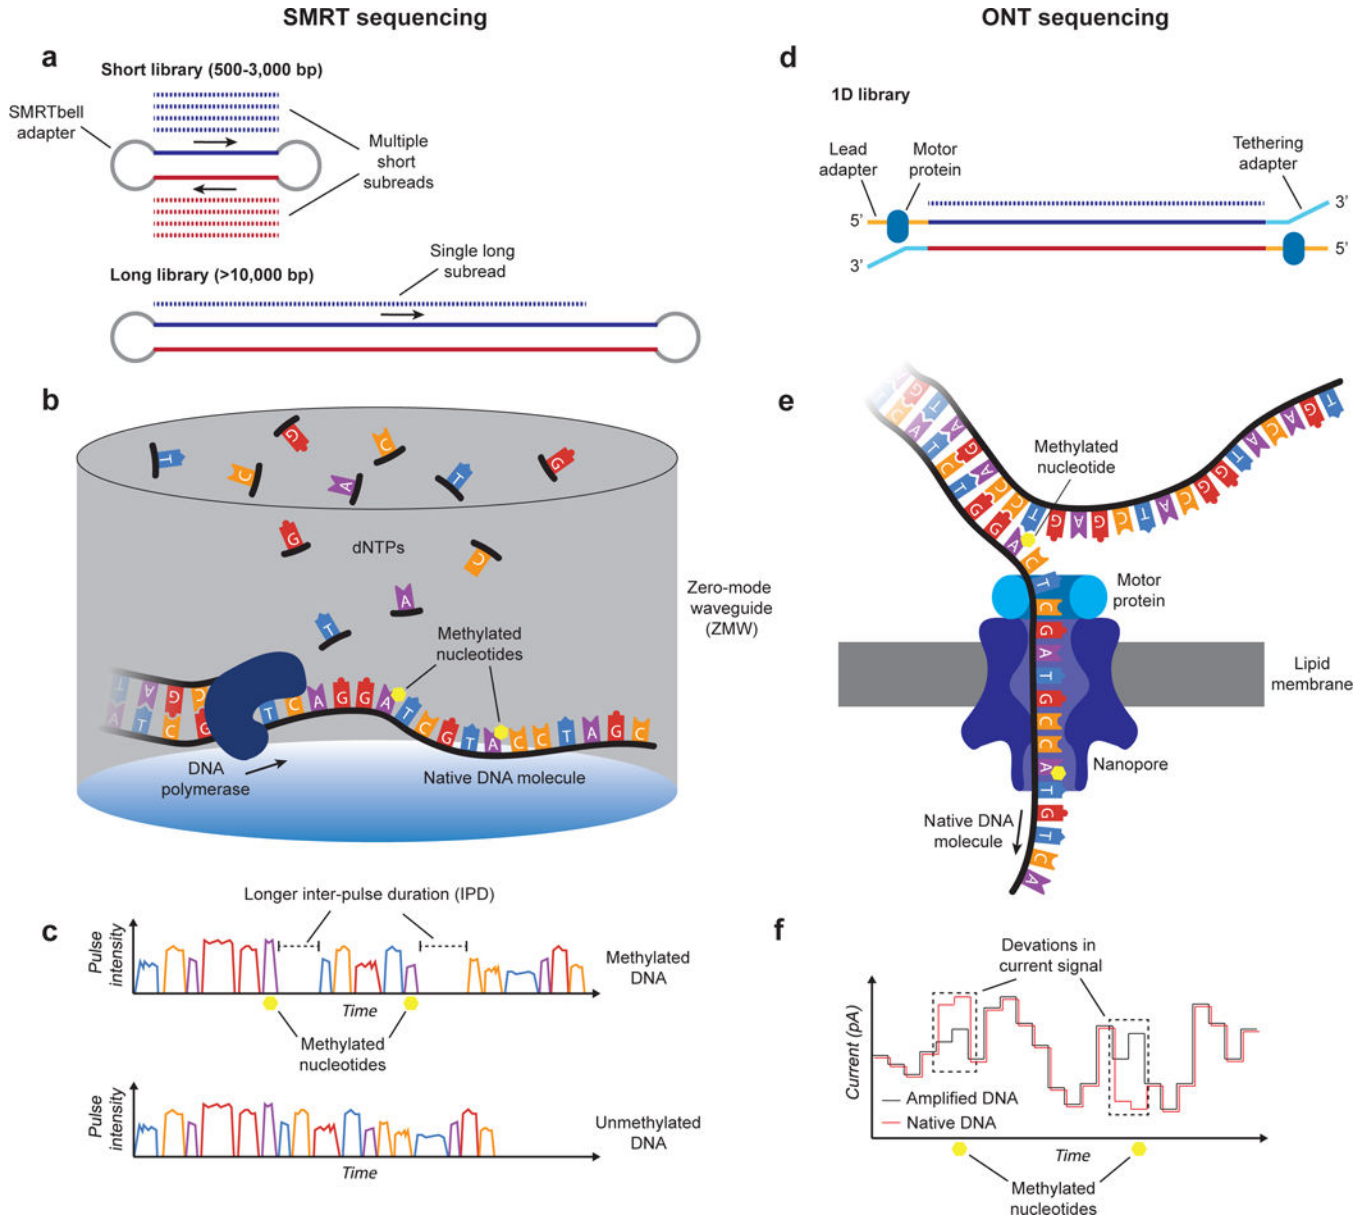 SMRT sequencing
a
Short library (500-3,000 bp)
SMRTbell
adapter
Multiple
short
subreads
Long library (>10,000 bp)
Single long
subread
b
T
C
G
A
C
T
G
G
dNTPs
C
A
T
Zero-mode
waveguide
(ZMW)
Methylated
nucleotides
T A G C
A T C G
T C A G G A T C G T A C C T A G C
DNA
polymerase
Native DNA molecule
c
Longer inter-pulse duration (IPD)
Pulse
intensity
Methylated
DNA
Time
Methylated
nucleotides
Pulse
intensity
Unmethylated
DNA
Time
ONT sequencing
d
1D library
Lead
adapter
Motor
protein
Tethering
adapter
5'
3'
3'
5'
e
Methylated
nucleotide
T G A G C T A C G G T A C A G T
A C T C G A T G C C A T G T C A
Motor
protein
Lipid
membrane
Nanopore
Native DNA
molecule
f
Devations in
current signal
Current (pA)
Amplified DNA
Native DNA
Time
Methylated
nucleotides